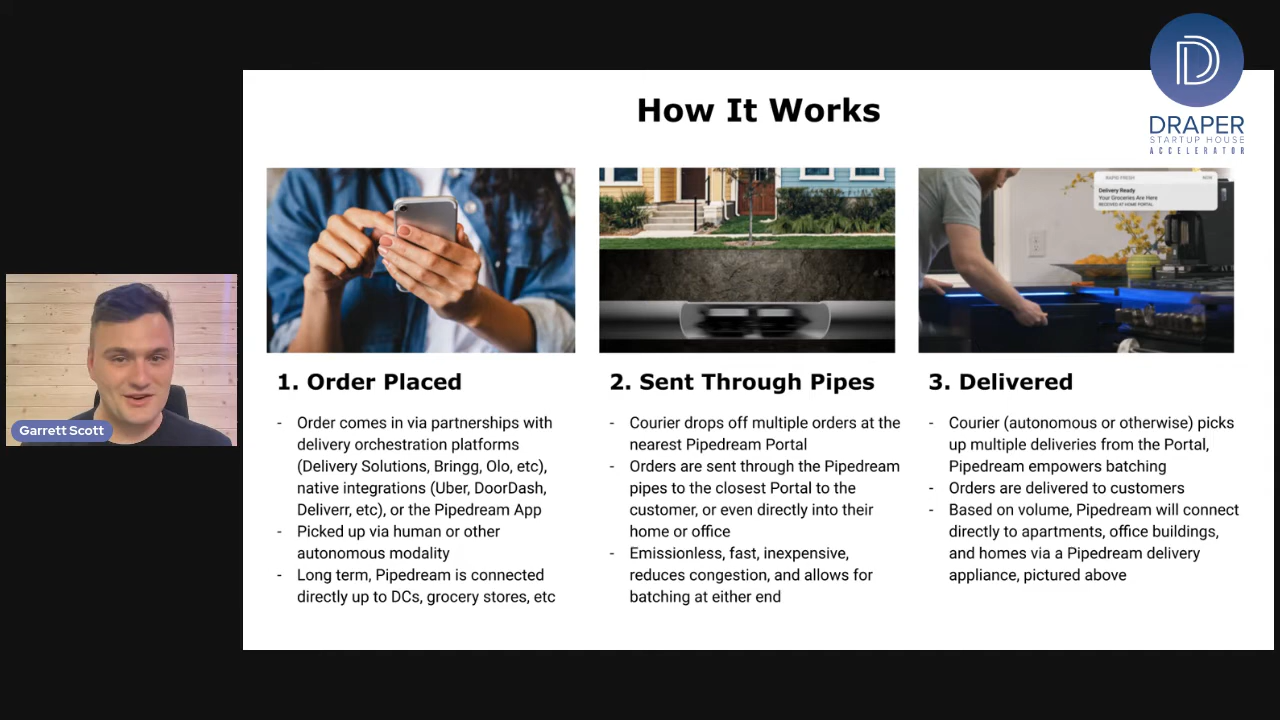 How It Works
DRAPER
STARTUP HOUSE
ACCELERATOR
RAPID FRESH NOW
Delivery Ready
Your Groceries Are Here
RECEIVED AT HOME PORTAL
Garrett Scott
1. Order Placed
- Order comes in via partnerships with
delivery orchestration platforms
(Delivery Solutions, Bringg, Olo, etc),
native integrations (Uber, DoorDash,
Deliverr, etc), or the Pipedream App
- Picked up via human or other
autonomous modality
- Long term, Pipedream is connected
directly up to DCs, grocery stores, etc
2. Sent Through Pipes
- Courier drops off multiple orders at the
nearest Pipedream Portal
- Orders are sent through the Pipedream
pipes to the closest Portal to the
customer, or even directly into their
home or office
- Emissionless, fast, inexpensive,
reduces congestion, and allows for
batching at either end
3. Delivered
- Courier (autonomous or otherwise) picks
up multiple deliveries from the Portal,
Pipedream empowers batching
- Orders are delivered to customers
- Based on volume, Pipedream will connect
directly to apartments, office buildings,
and homes via a Pipedream delivery
appliance, pictured above